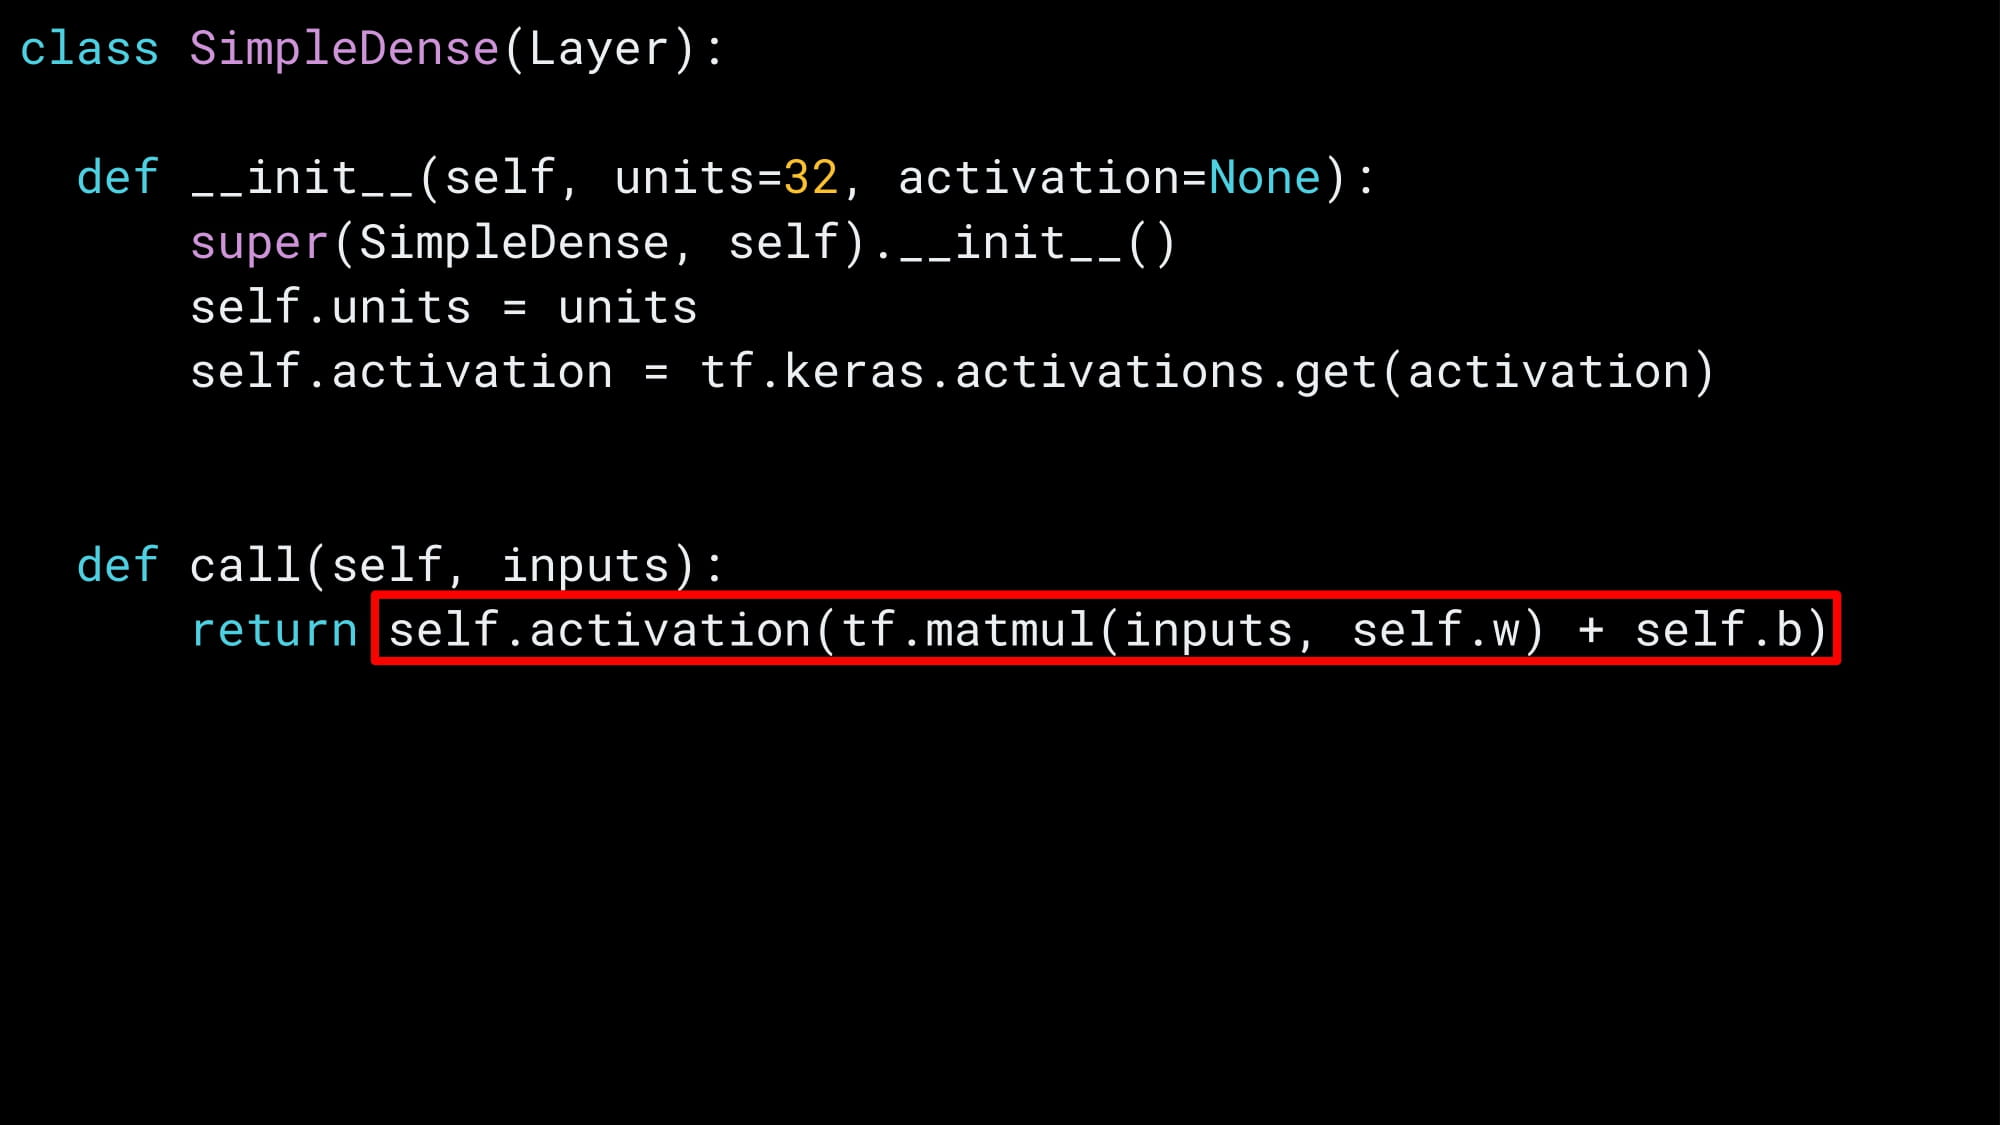 class SimpleDense(Layer):
def __init__(self, units=32, activation=None):
super(SimpleDense, self).__init__()
self.units = units
self.activation = tf.keras.activations.get(activation)
def call(self, inputs):
return self.activation(tf.matmul(inputs, self.w) + self.b)